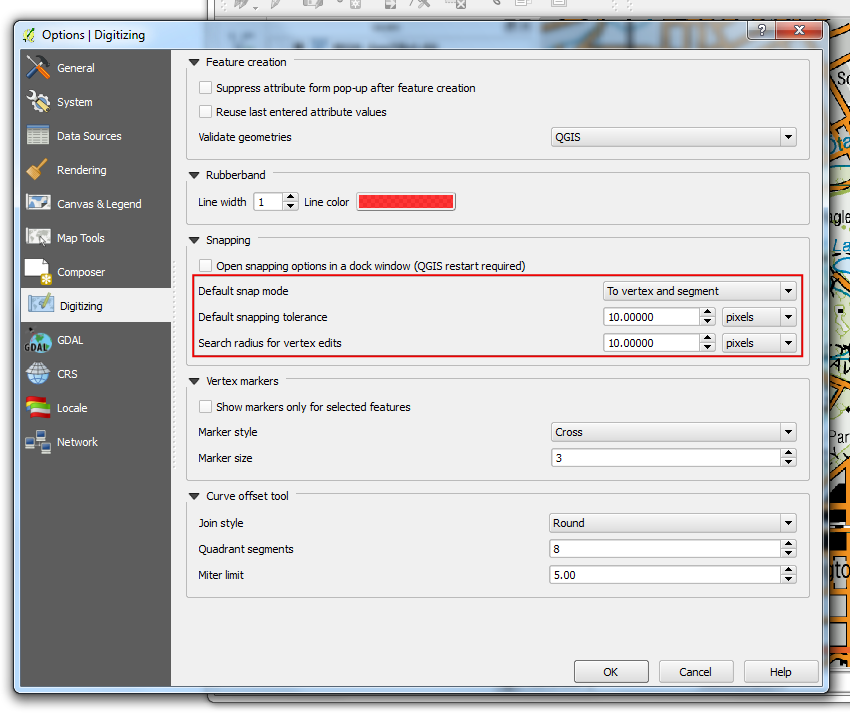 Options | Digitizing
?
General
System
Data Sources
Rendering
Canvas & Legend
Map Tools
Composer
Digitizing
GDAL
GDAL
CRS
Locale
Network
Feature creation
Suppress attribute form pop-up after feature creation
Reuse last entered attribute values
Validate geometries QGIS
Rubberband
Line width 1 Line color
Snapping
Open snapping options in a dock window (QGIS restart required)
Default snap mode To vertex and segment
Default snapping tolerance 10.00000 pixels
Search radius for vertex edits 10.00000 pixels
Vertex markers
Show markers only for selected features
Marker style Cross
Marker size 3
Curve offset tool
Join style Round
Quadrant segments 8
Miter limit 5.00
OK Cancel Help